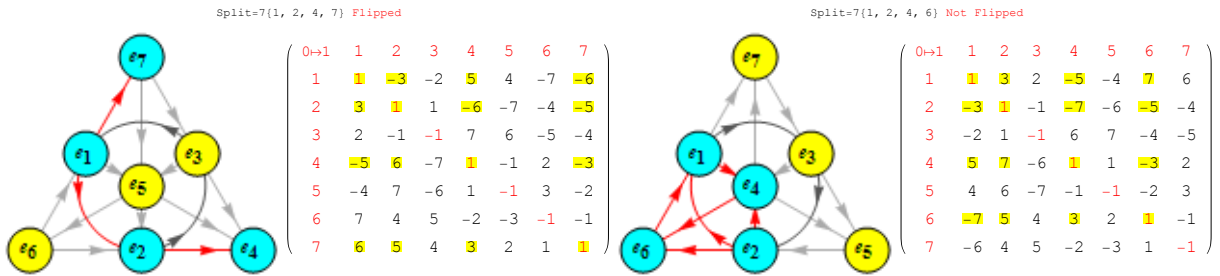 Split=7{1, 2, 4, 7} Flipped
e7
e1 e3
e5
e6 e2 e4
0↦1 1 2 3 4 5 6 7
1 1 -3 -2 5 4 -7 -6
2 3 1 1 -6 -7 -4 -5
3 2 -1 -1 7 6 -5 -4
4 -5 6 -7 1 -1 2 -3
5 -4 7 -6 1 -1 3 -2
6 7 4 5 -2 -3 -1 -1
7 6 5 4 3 2 1 1
Split=7{1, 2, 4, 6} Not Flipped
e7
e1 e3
e4
e6 e2 e5
0↦1 1 2 3 4 5 6 7
1 1 3 2 -5 -4 7 6
2 -3 1 -1 -7 -6 -5 -4
3 -2 1 -1 6 7 -4 -5
4 5 7 -6 1 1 -3 2
5 4 6 -7 -1 -1 -2 3
6 -7 5 4 3 2 1 -1
7 -6 4 5 -2 -3 1 -1